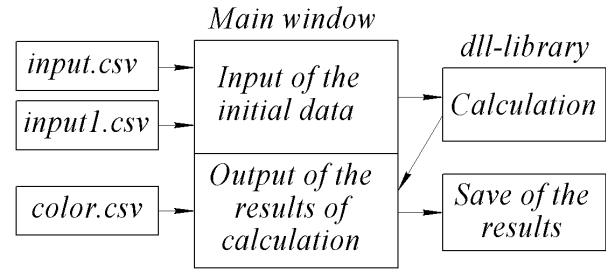 Main window
dll-library
input.csv
input1.csv
color.csv
Input of the
initial data
Output of the
results of
calculation
Calculation
Save of the
results